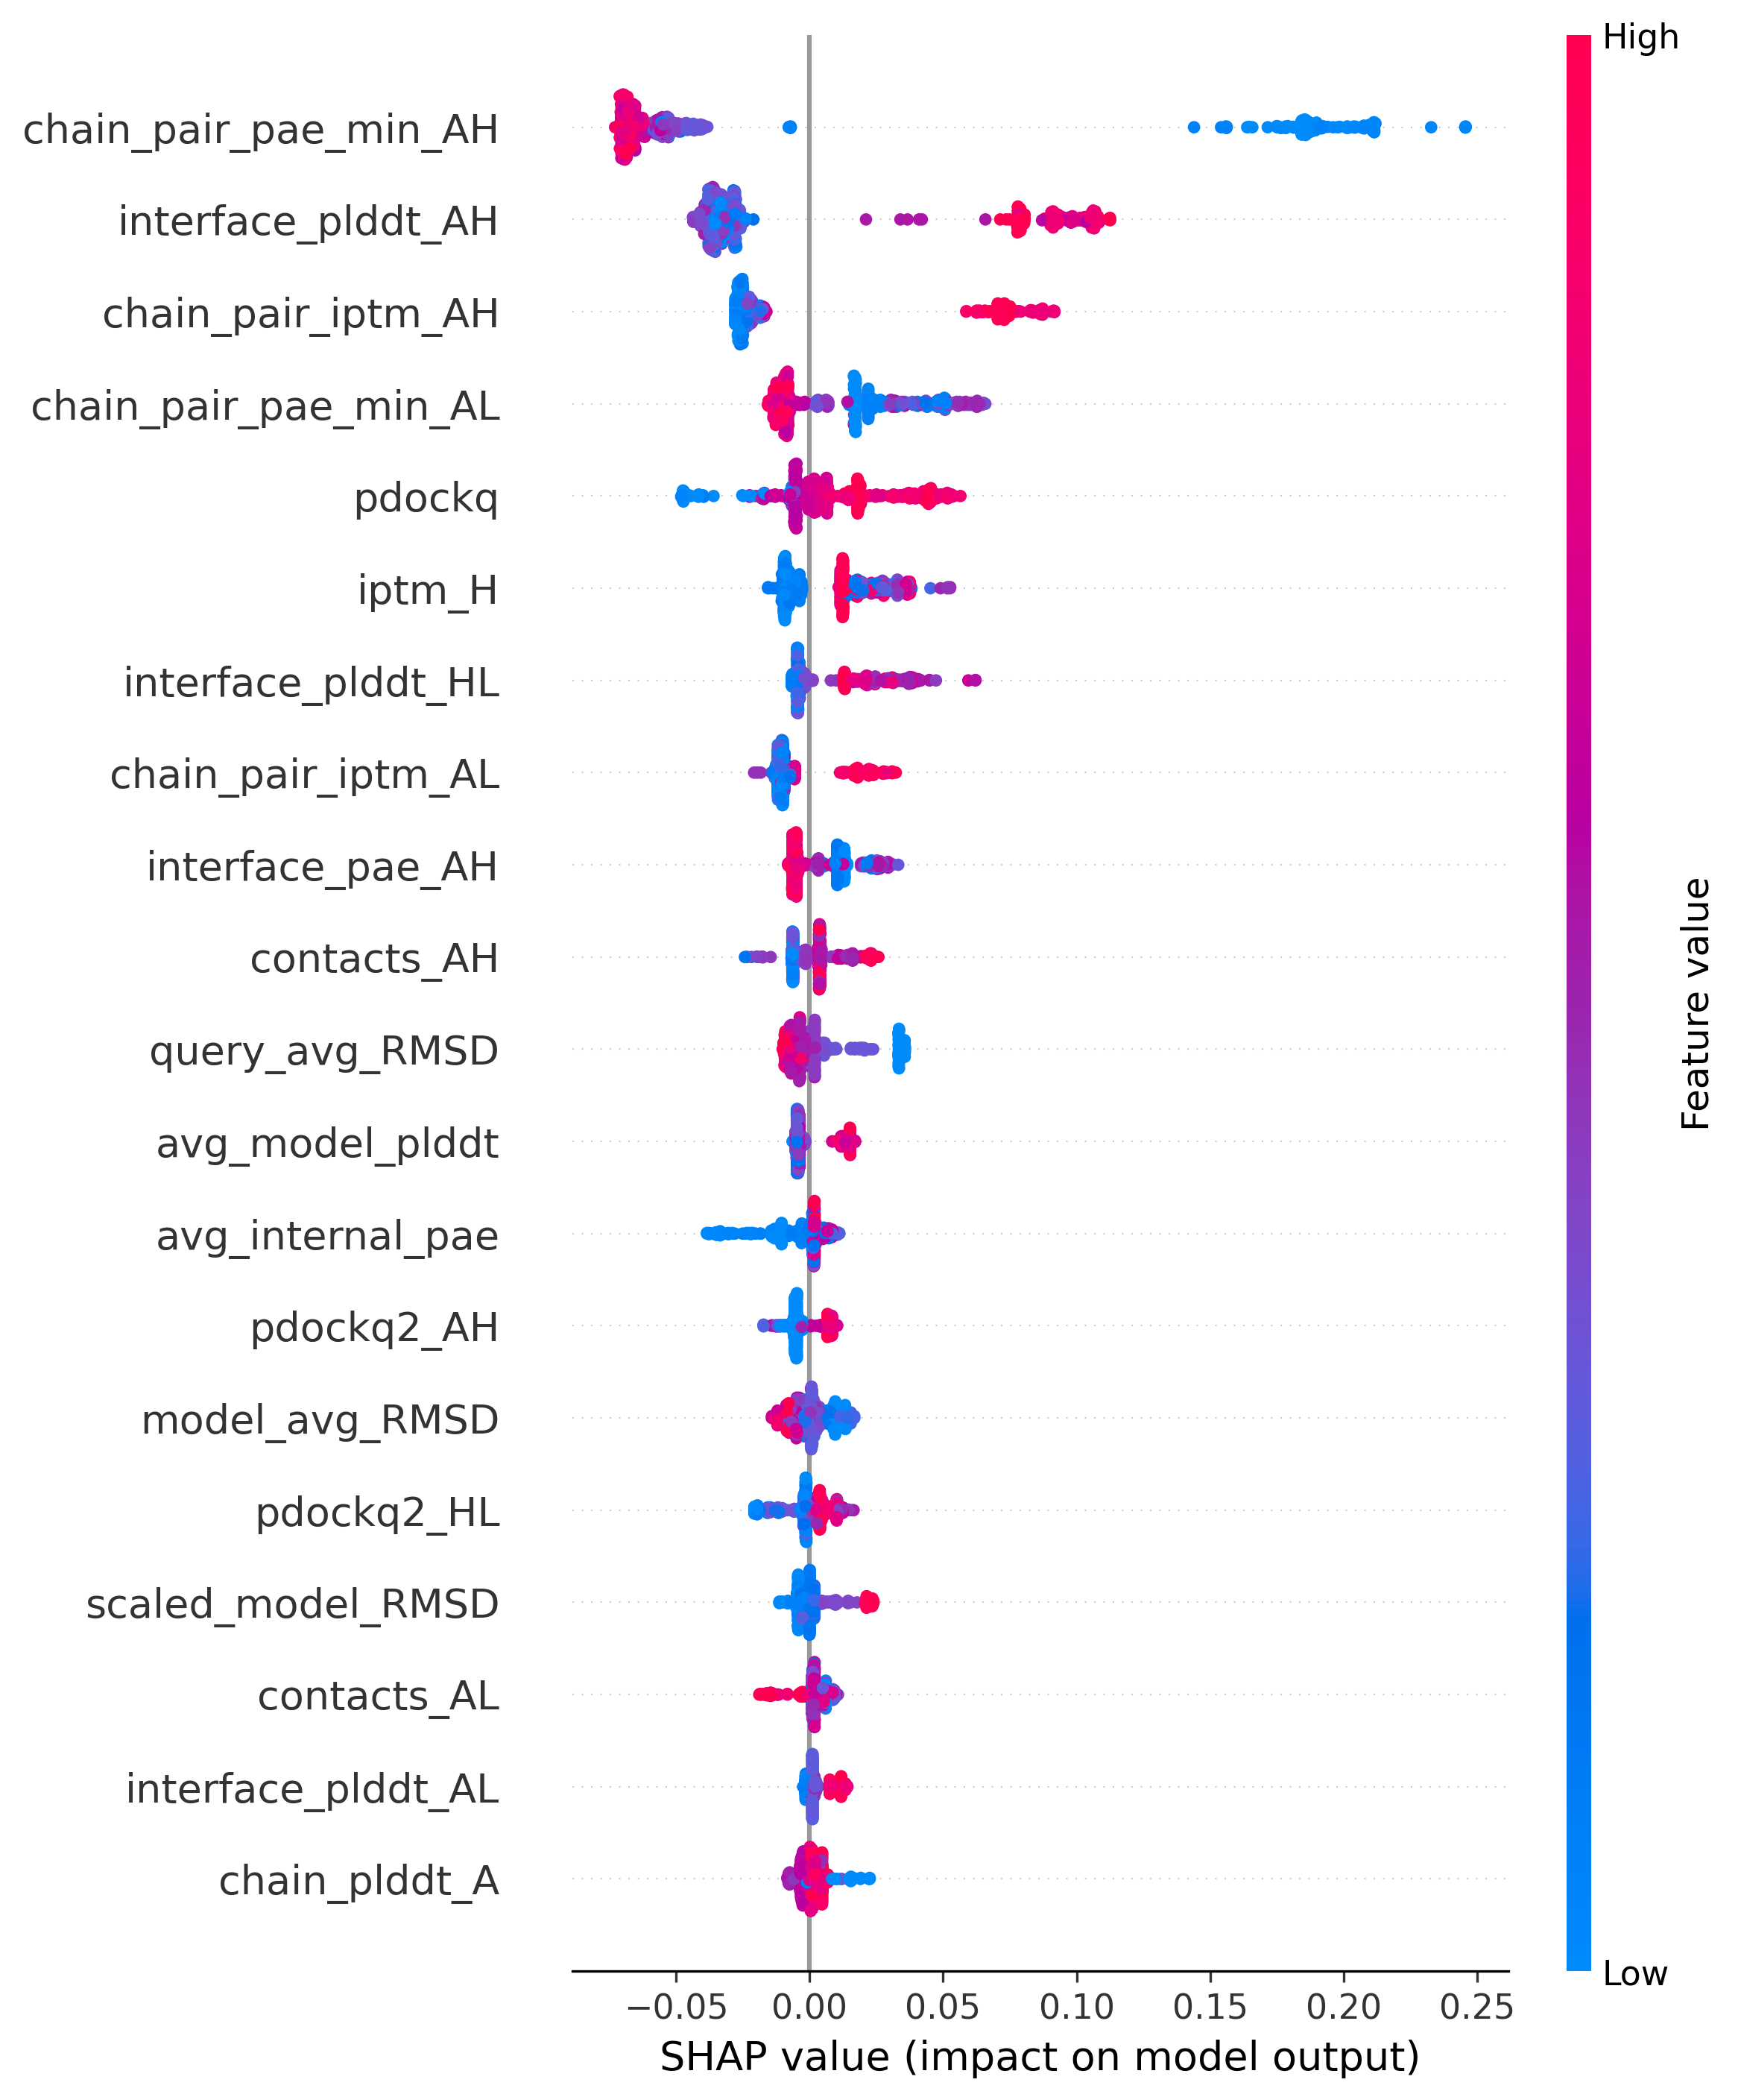 High
chain_pair_pae_min_AH
interface_plddt_AH
chain_pair_iptm_AH
chain_pair_pae_min_AL
pdockq
iptm_H
interface_plddt_HL
chain_pair_iptm_AL
interface_pae_AH
contacts_AH
query_avg_RMSD
avg_model_plddt
avg_internal_pae
pdockq2_AH
model_avg_RMSD
pdockq2_HL
scaled_model_RMSD
contacts_AL
interface_plddt_AL
chain_plddt_A
Feature value
Low
−0.05 0.00 0.05 0.10 0.15 0.20 0.25
SHAP value (impact on model output)